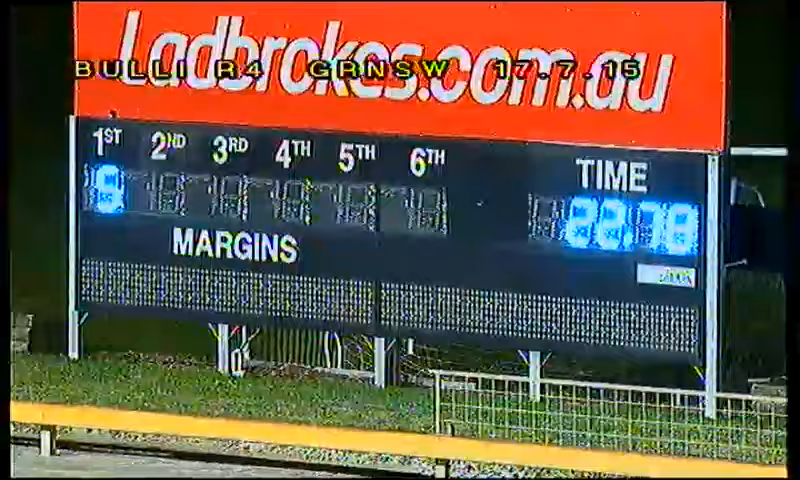 Ladbrokes.com.au
BULLI R4 GRNSW 17.7.15
1ST 2ND 3RD 4TH 5TH 6TH
TIME
22.78
MARGINS